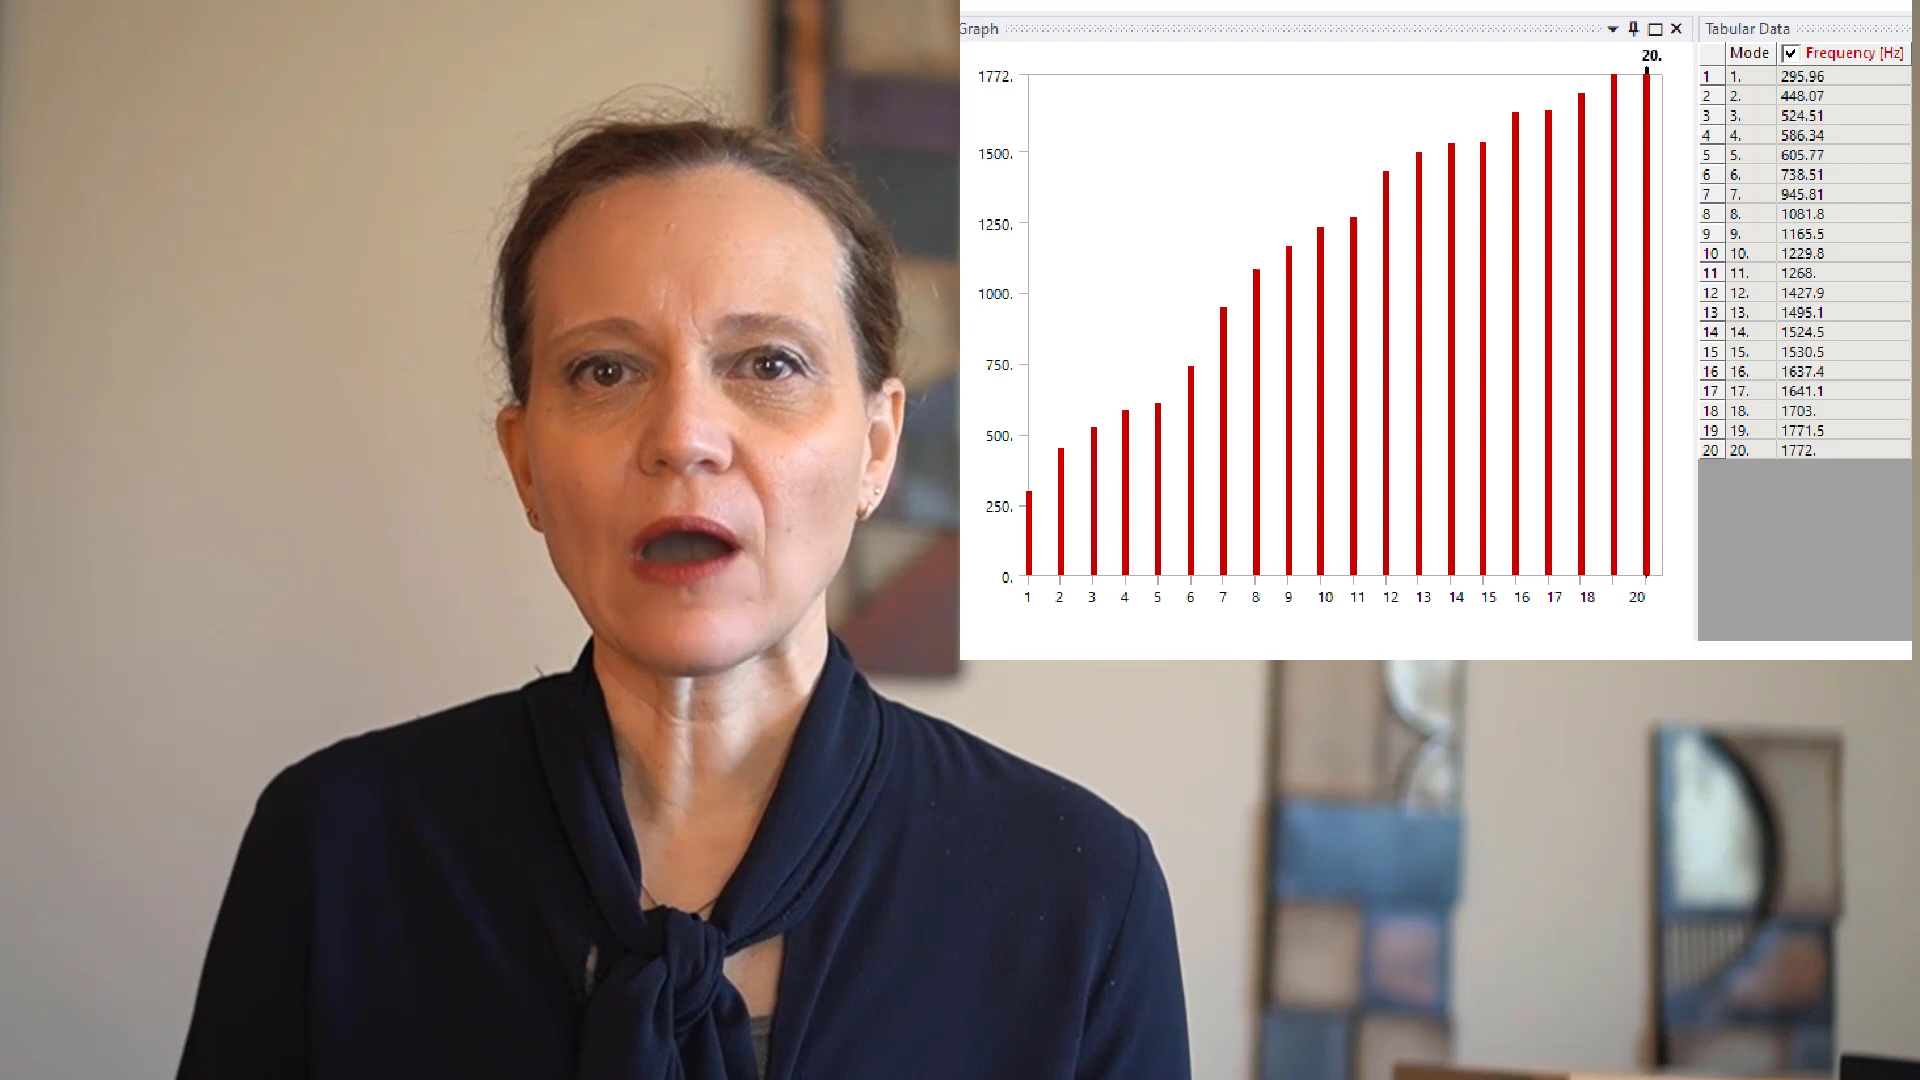 Graph
Tabular Data
20.
1772.
1500.
1250.
1000.
750.
500.
250.
0.
1 2 3 4 5 6 7 8 9 10 11 12 13 14 15 16 17 18 20
Mode Frequency [Hz]
1 1. 295.96
2 2. 448.07
3 3. 524.51
4 4. 586.34
5 5. 605.77
6 6. 738.51
7 7. 945.81
8 8. 1081.8
9 9. 1165.5
10 10. 1229.8
11 11. 1268.
12 12. 1427.9
13 13. 1495.1
14 14. 1524.5
15 15. 1530.5
16 16. 1637.4
17 17. 1641.1
18 18. 1703.
19 19. 1771.5
20 20. 1772.